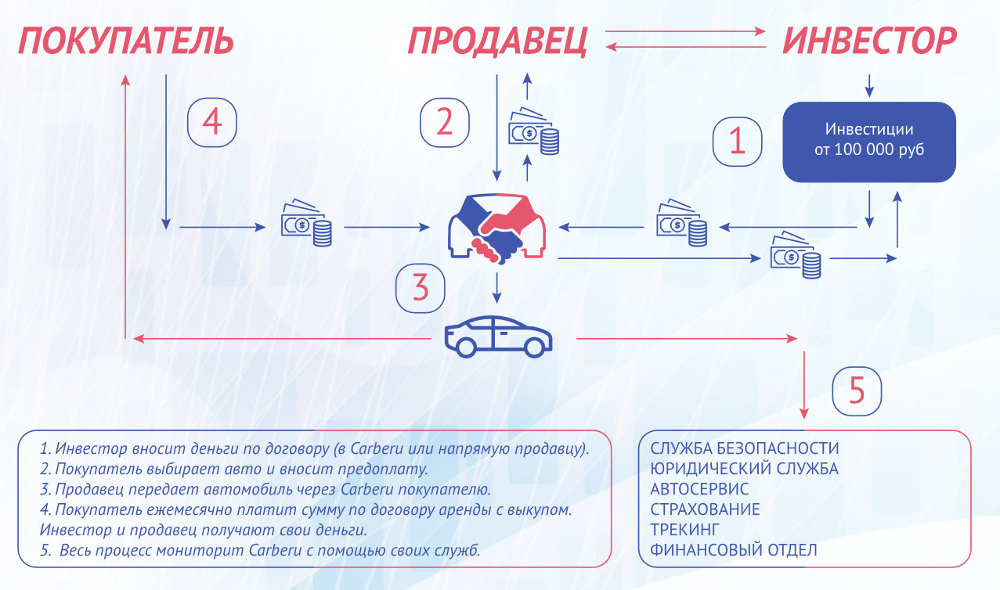 ПОКУПАТЕЛЬ
ПРОДАВЕЦ
ИНВЕСТОР
4
2
1
Инвестиции
от 100 000 руб
3
5
1. Инвестор вносит деньги по договору (в Carberu или напрямую продавцу).
2. Покупатель выбирает авто и вносит предоплату.
3. Продавец передает автомобиль через Carberu покупателю.
4. Покупатель ежемесячно платит сумму по договору аренды с выкупом.
Инвестор и продавец получают свои деньги.
5. Весь процесс мониторит Carberu с помощью своих служб.
СЛУЖБА БЕЗОПАСНОСТИ
ЮРИДИЧЕСКИЙ СЛУЖБА
АВТОСЕРВИС
СТРАХОВАНИЕ
ТРЕКИНГ
ФИНАНСОВЫЙ ОТДЕЛ